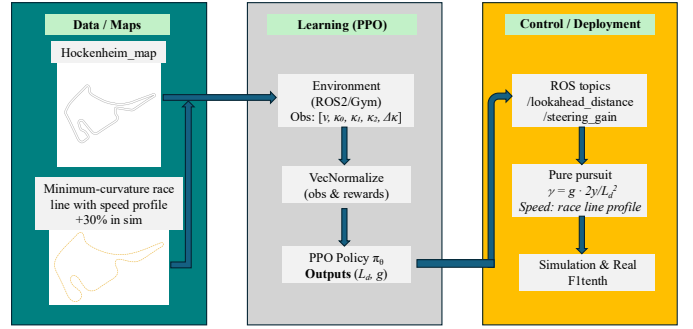 Data / Maps
Hockenheim_map
Minimum-curvature race
line with speed profile
+30% in sim
Learning (PPO)
Environment
(ROS2/Gym)
Obs: [v, κ₀, κ₁, κ₂, Δκ]
VecNormalize
(obs & rewards)
PPO Policy πθ
Outputs (L_d, g)
Control / Deployment
ROS topics
/lookahead_distance
/steering_gain
Pure pursuit
γ = g · 2y/L_d²
Speed: race line profile
Simulation & Real
F1tenth